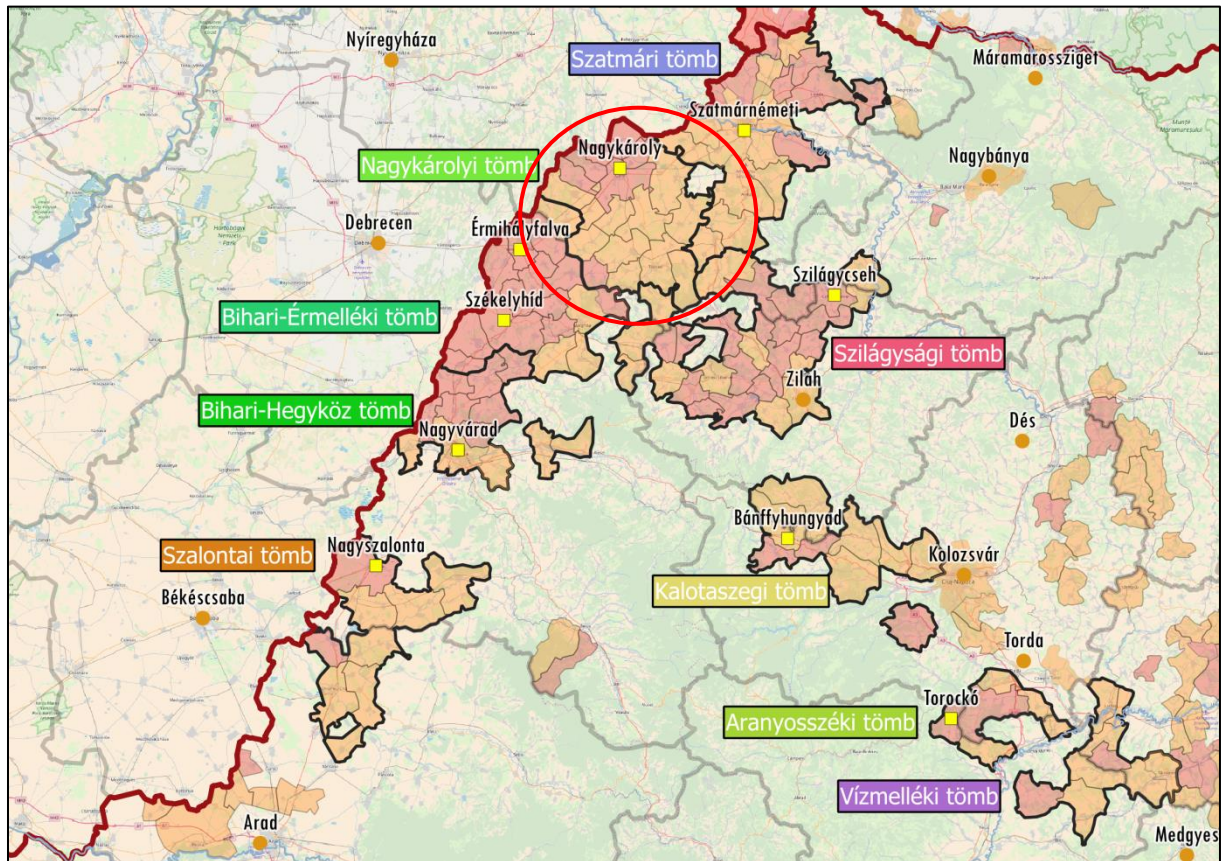 Nyíregyháza
Szatmári tömb
Máramarossziget
Szatmárnémeti
Nagykároly
Nagykárolyi tömb
Nagybánya
Debrecen
Érmihályfalva
Szilágycseh
Székelyhíd
Bihari-Érmelléki tömb
Szilágysági tömb
Zilah
Bihari-Hegyköz tömb
Nagyvárad
Dés
Bánffyhungyad
Nagyszalonta
Szalontai tömb
Kolozsvár
Kalotaszegi tömb
Békéscsaba
Torda
Torockó
Aranyosszéki tömb
Vízmelléki tömb
Arad
Medgyes